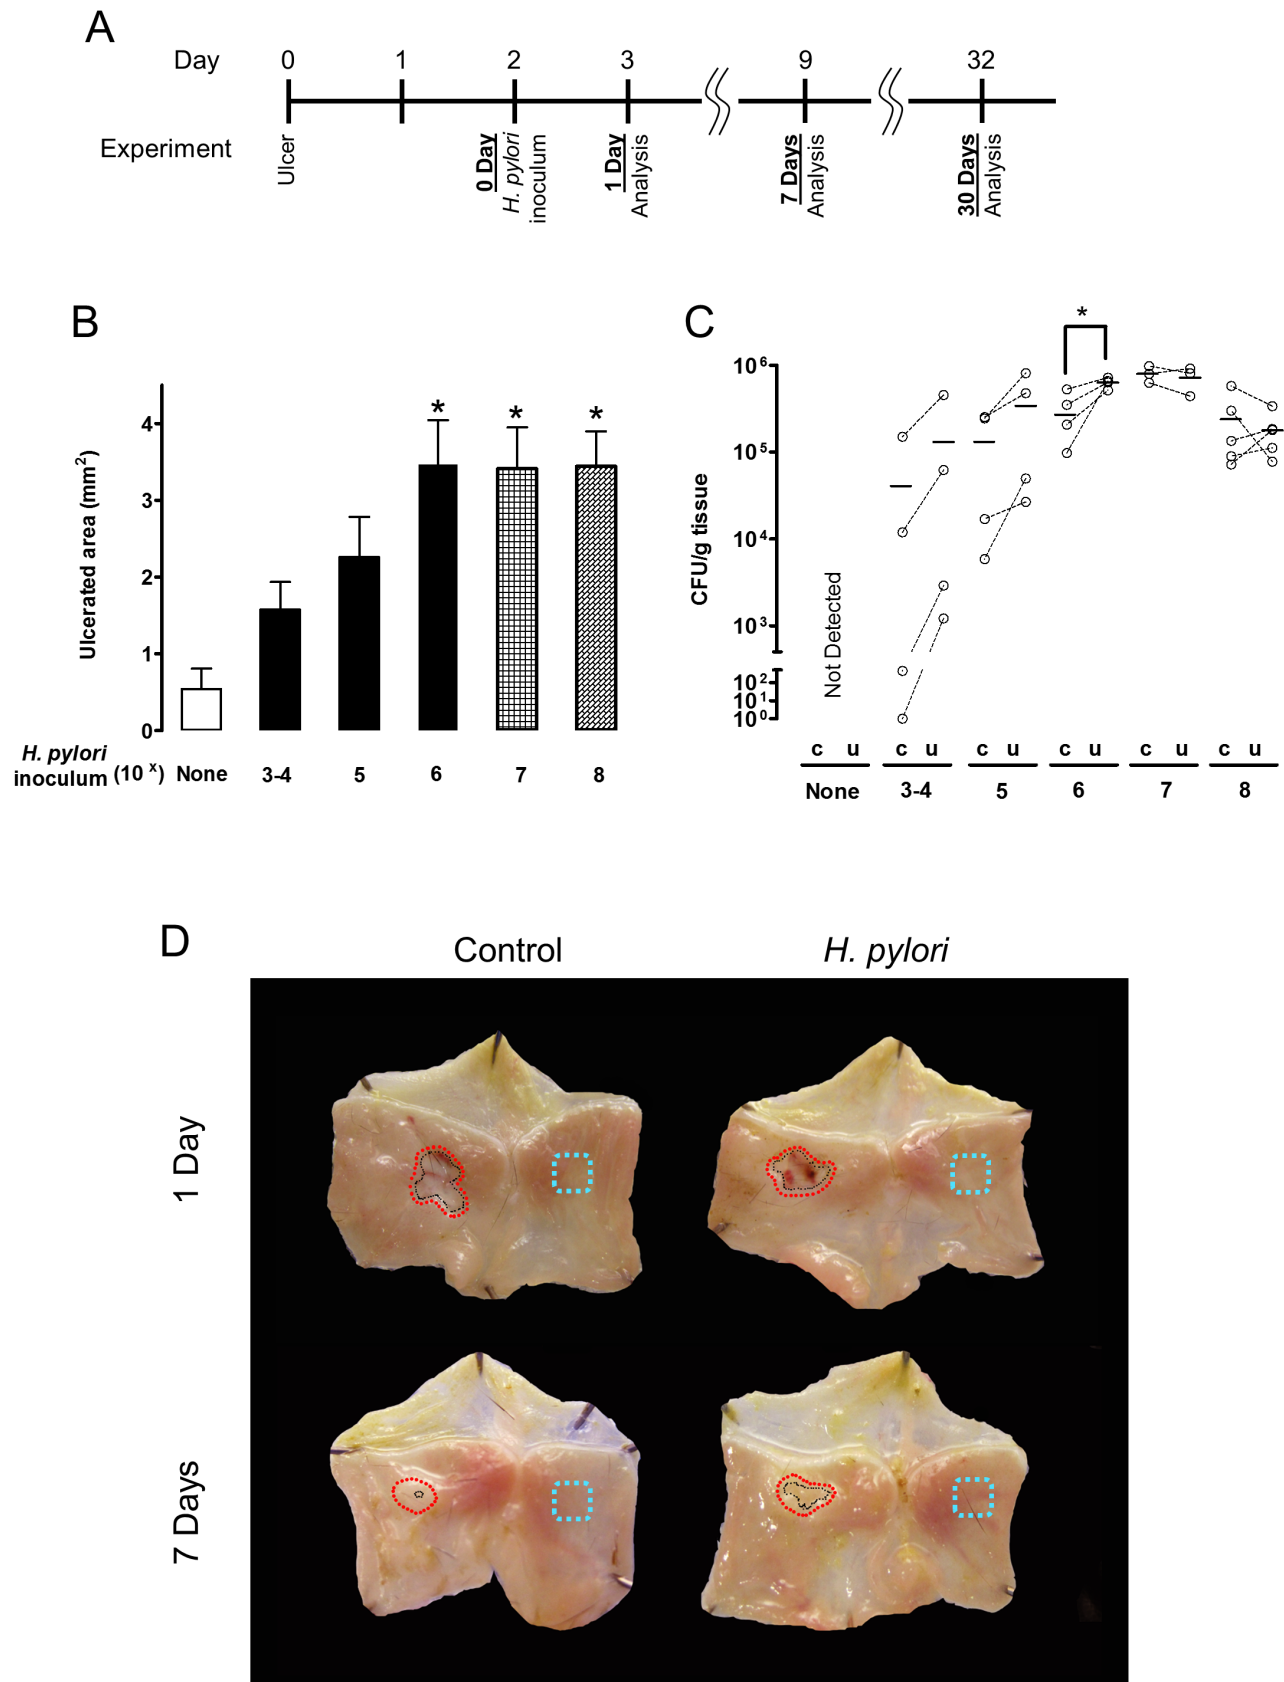 A
Day 0 1 2 3 9 32
Experiment
Ulcer
0 Day
H. pylori
inoculum
1 Day
Analysis
7 Days
Analysis
30 Days
Analysis
B
Ulcerated area (mm²)
4
3
2
1
0
* * *
H. pylori
inoculum (10 ˣ) None 3-4 5 6 7 8
C
*
CFU/g tissue
10⁶
10⁵
10⁴
10³
10²
10¹
10⁰
Not Detected
c u c u c u c u c u c u
None 3-4 5 6 7 8
D
Control H. pylori
1 Day
7 Days